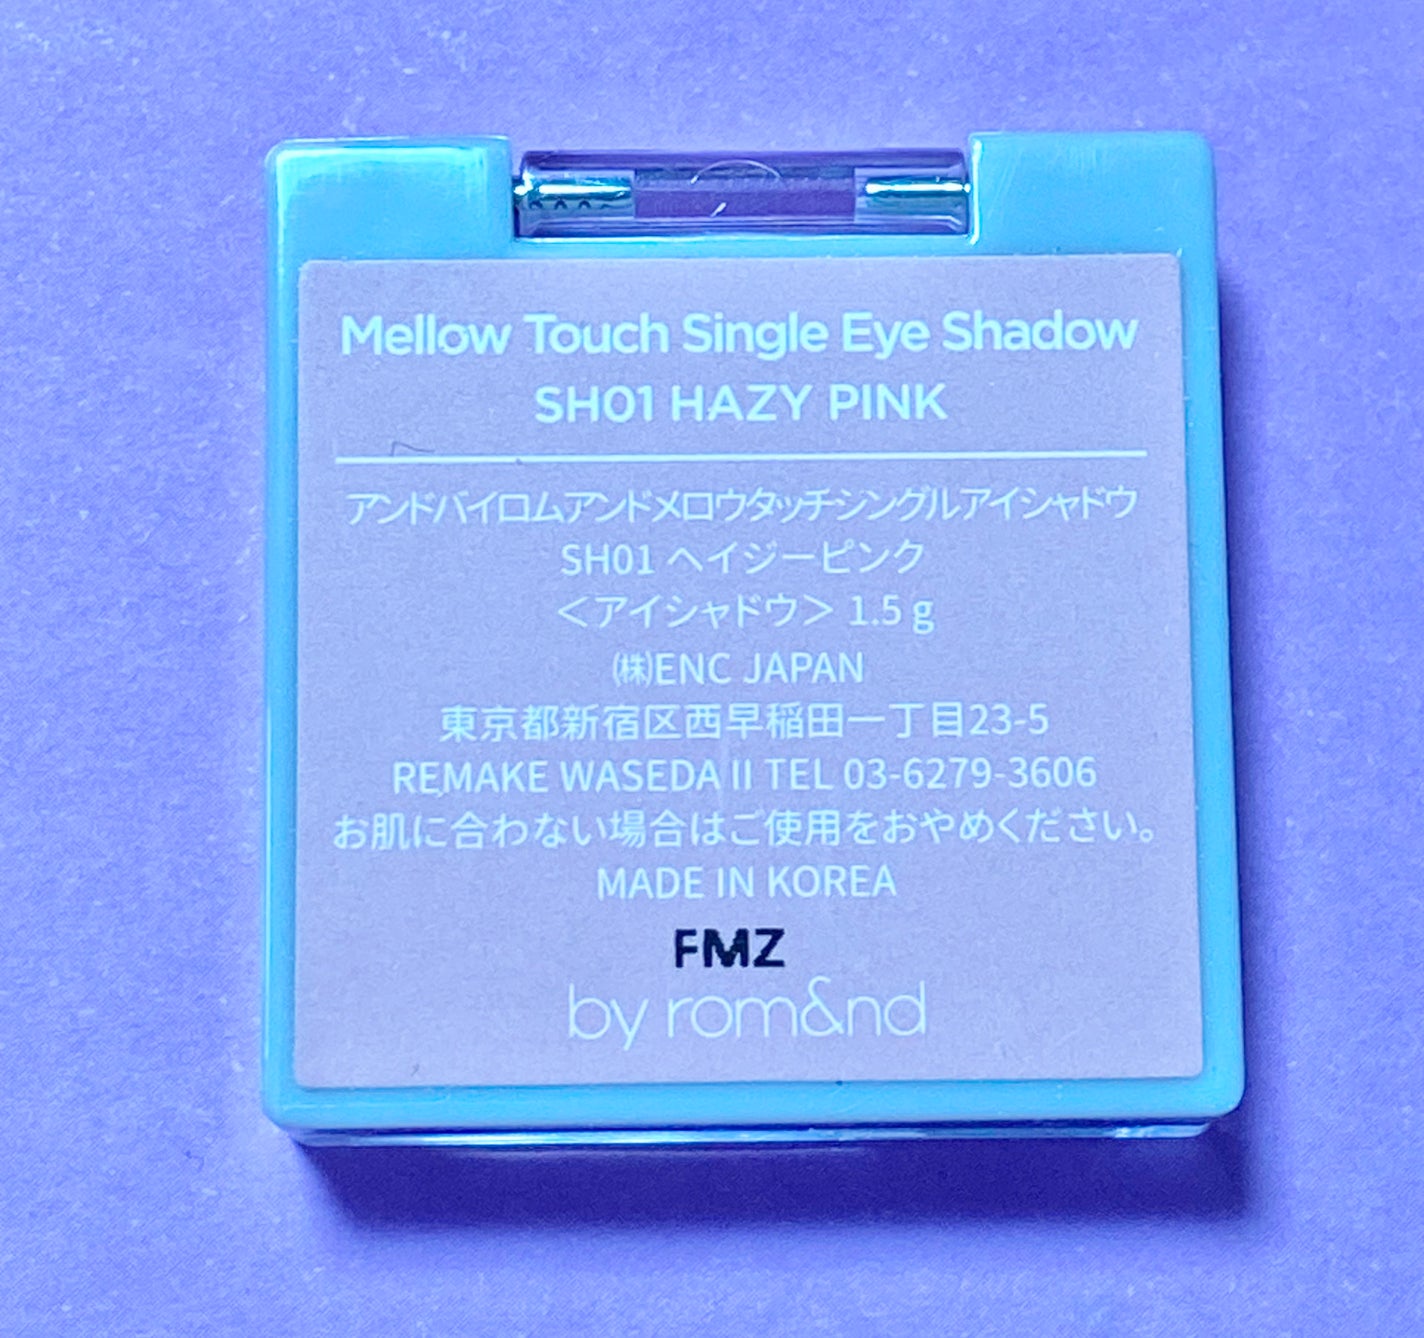 Mellow Touch Single Eye Shadow
SH01 HAZY PINK
アンドバイロムアンドメロウタッチシングルアイシャドウ
SH01 ヘイジーピンク
＜アイシャドウ＞ 1.5 g
㈱ENC JAPAN
東京都新宿区西早稲田一丁目23-5
REMAKE WASEDA II TEL 03-6279-3606
お肌に合わない場合はご使用をおやめください。
MADE IN KOREA
FMZ
by rom&nd